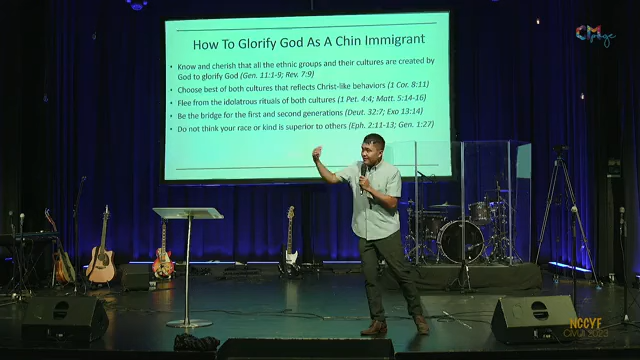 CM
How To Glorify God As A Chin Immigrant
• Know and cherish that all the ethnic groups and their cultures are created by
God to glorify God (Gen. 11:1-9; Rev. 7:9)
• Choose best of both cultures that reflects Christ-like behaviors (1 Cor. 8:11)
• Flee from the idolatrous rituals of both cultures (1 Pet. 4:4; Matt. 5:14-16)
• Be the bridge for the first and second generations (Deut. 32:7; Exo 13:14)
• Do not think your race or kind is superior to others (Eph. 2:11-13; Gen. 1:27)
NCCYF